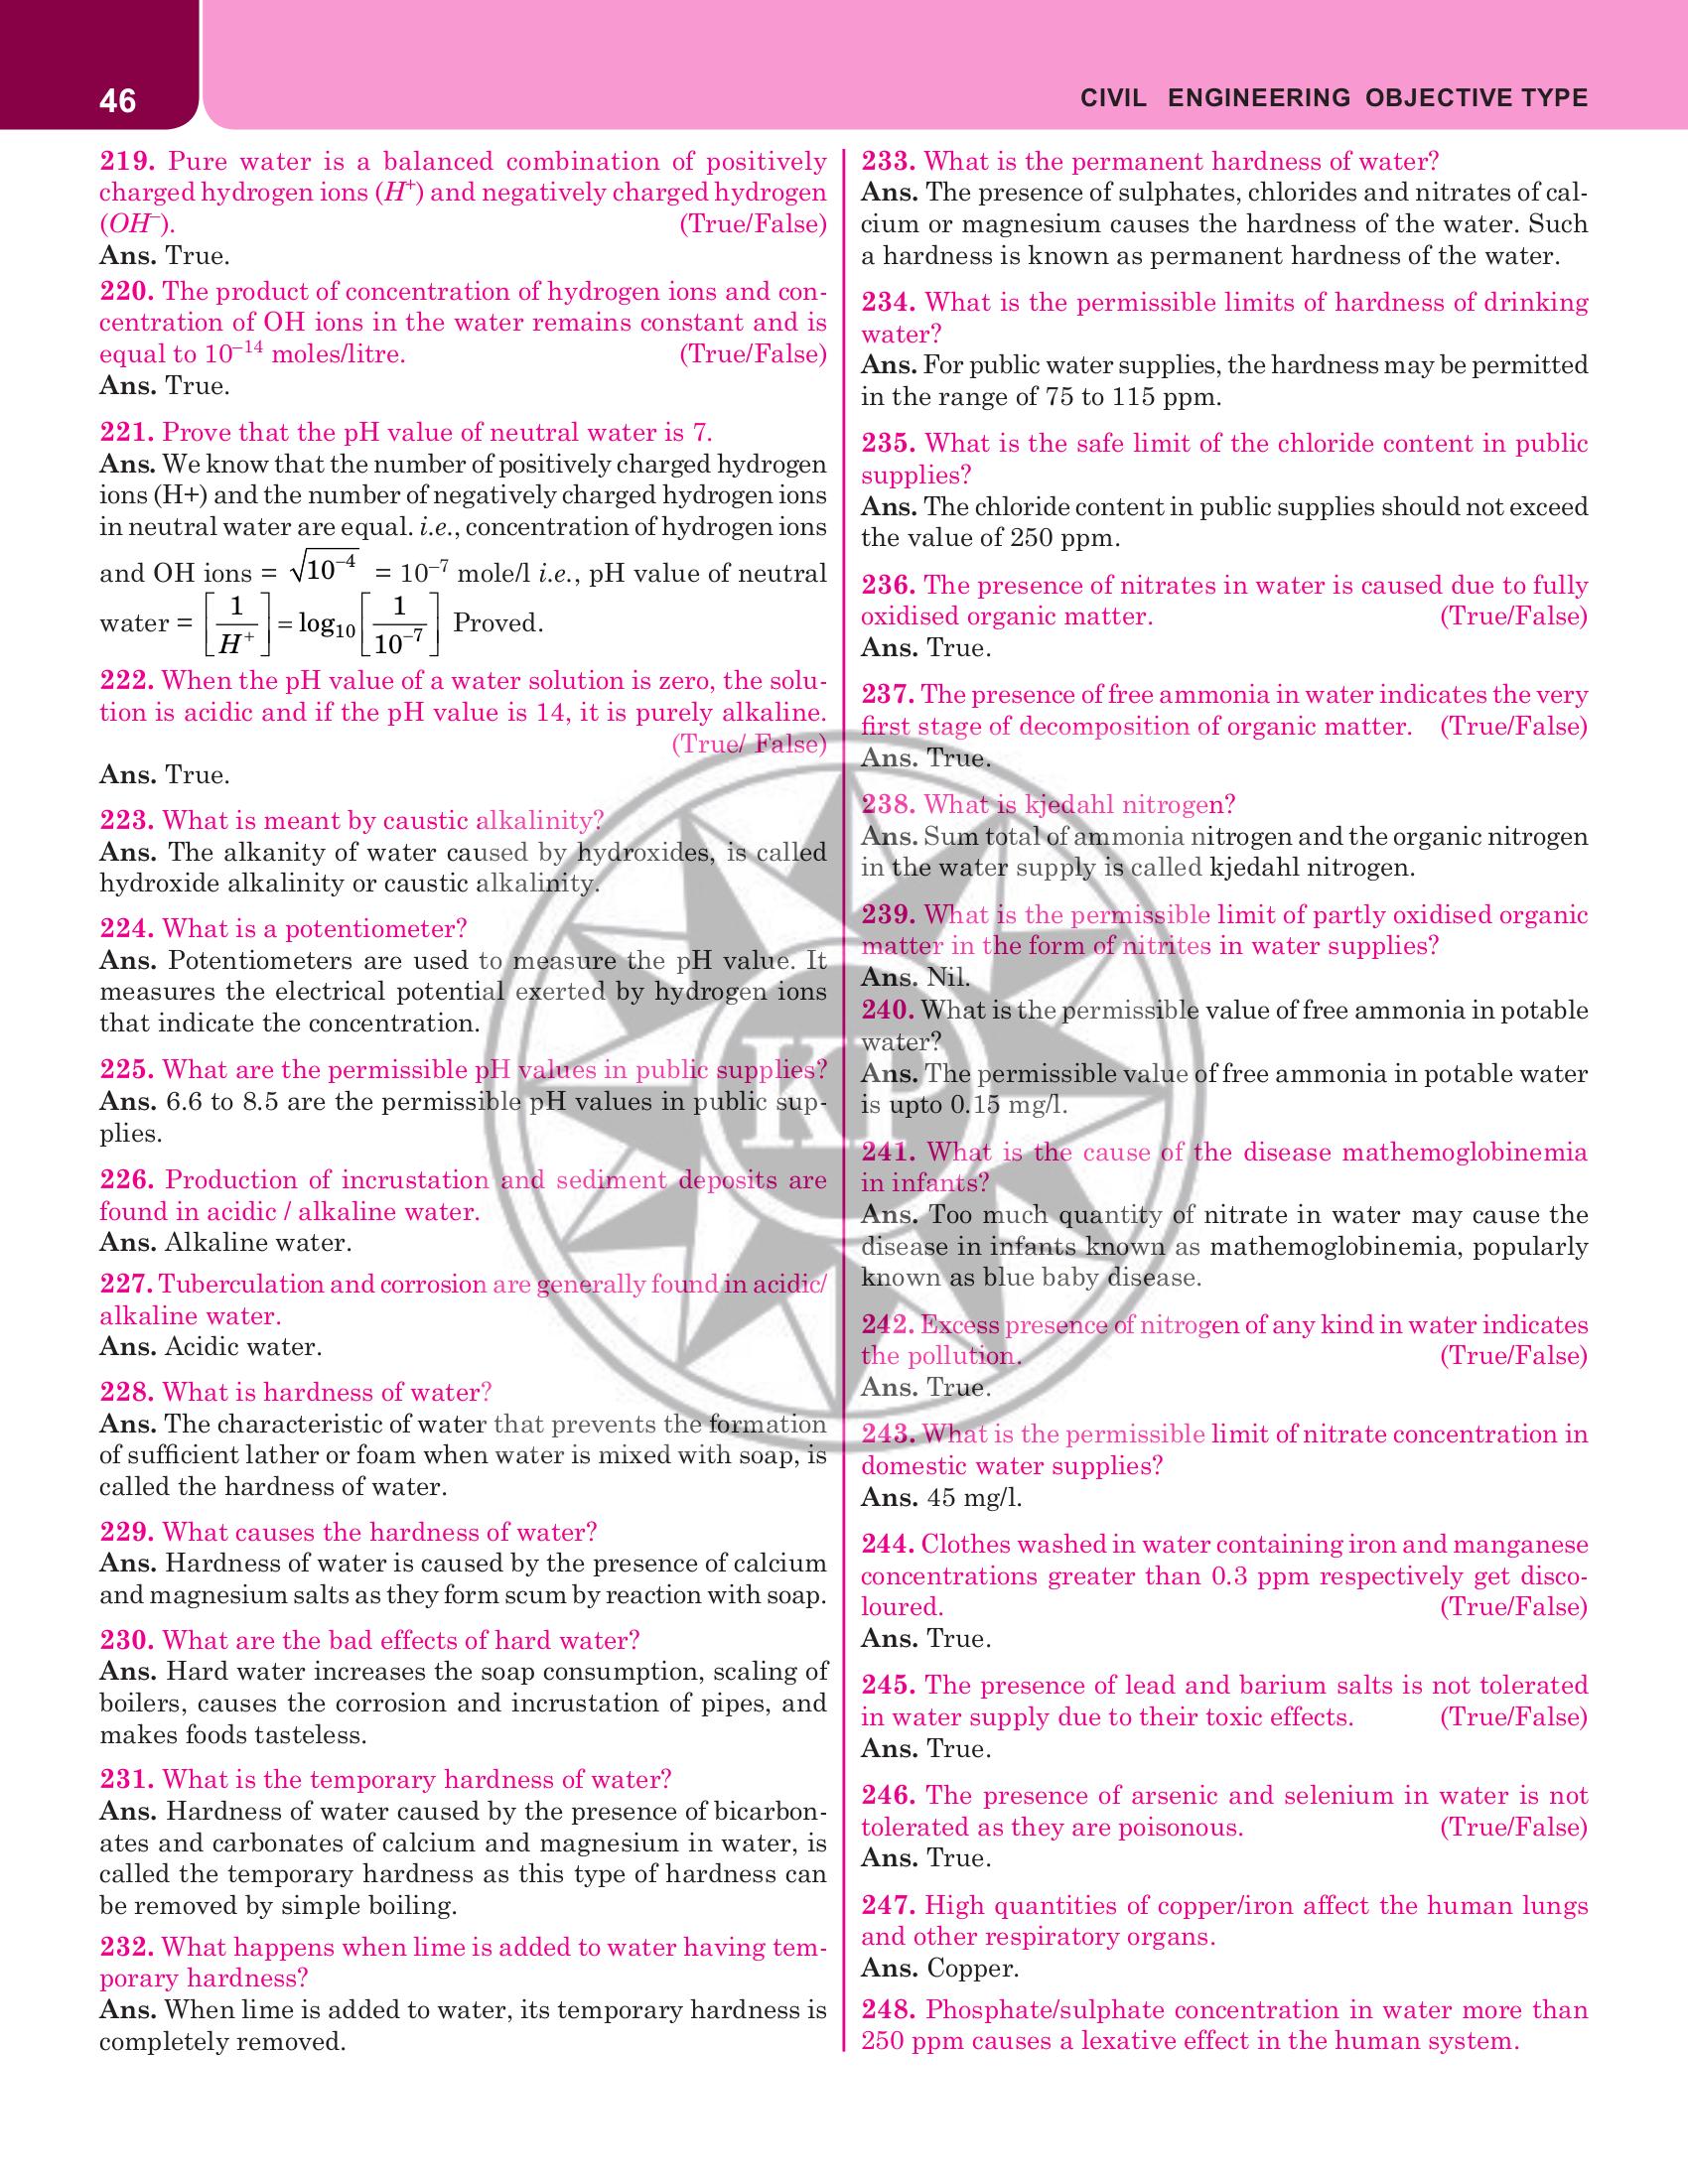 46
CIVIL ENGINEERING OBJECTIVE TYPE
219. Pure water is a balanced combination of positively
charged hydrogen ions (H⁺) and negatively charged hydrogen
(OH⁻). (True/False)
Ans. True.
220. The product of concentration of hydrogen ions and con-
centration of OH ions in the water remains constant and is
equal to 10⁻¹⁴ moles/litre. (True/False)
Ans. True.
221. Prove that the pH value of neutral water is 7.
Ans. We know that the number of positively charged hydrogen
ions (H+) and the number of negatively charged hydrogen ions
in neutral water are equal. i.e., concentration of hydrogen ions
and OH ions = √10⁻⁴ = 10⁻⁷ mole/l i.e., pH value of neutral
water = [1/H⁺] = log₁₀ [1/10⁻⁷] Proved.
222. When the pH value of a water solution is zero, the solu-
tion is acidic and if the pH value is 14, it is purely alkaline.
(True/ False)
Ans. True.
223. What is meant by caustic alkalinity?
Ans. The alkanity of water caused by hydroxides, is called
hydroxide alkalinity or caustic alkalinity.
224. What is a potentiometer?
Ans. Potentiometers are used to measure the pH value. It
measures the electrical potential exerted by hydrogen ions
that indicate the concentration.
225. What are the permissible pH values in public supplies?
Ans. 6.6 to 8.5 are the permissible pH values in public sup-
plies.
226. Production of incrustation and sediment deposits are
found in acidic / alkaline water.
Ans. Alkaline water.
227. Tuberculation and corrosion are generally found in acidic/
alkaline water.
Ans. Acidic water.
228. What is hardness of water?
Ans. The characteristic of water that prevents the formation
of sufficient lather or foam when water is mixed with soap, is
called the hardness of water.
229. What causes the hardness of water?
Ans. Hardness of water is caused by the presence of calcium
and magnesium salts as they form scum by reaction with soap.
230. What are the bad effects of hard water?
Ans. Hard water increases the soap consumption, scaling of
boilers, causes the corrosion and incrustation of pipes, and
makes foods tasteless.
231. What is the temporary hardness of water?
Ans. Hardness of water caused by the presence of bicarbon-
ates and carbonates of calcium and magnesium in water, is
called the temporary hardness as this type of hardness can
be removed by simple boiling.
232. What happens when lime is added to water having tem-
porary hardness?
Ans. When lime is added to water, its temporary hardness is
completely removed.
233. What is the permanent hardness of water?
Ans. The presence of sulphates, chlorides and nitrates of cal-
cium or magnesium causes the hardness of the water. Such
a hardness is known as permanent hardness of the water.
234. What is the permissible limits of hardness of drinking
water?
Ans. For public water supplies, the hardness may be permitted
in the range of 75 to 115 ppm.
235. What is the safe limit of the chloride content in public
supplies?
Ans. The chloride content in public supplies should not exceed
the value of 250 ppm.
236. The presence of nitrates in water is caused due to fully
oxidised organic matter. (True/False)
Ans. True.
237. The presence of free ammonia in water indicates the very
first stage of decomposition of organic matter. (True/False)
Ans. True.
238. What is kjedahl nitrogen?
Ans. Sum total of ammonia nitrogen and the organic nitrogen
in the water supply is called kjedahl nitrogen.
239. What is the permissible limit of partly oxidised organic
matter in the form of nitrites in water supplies?
Ans. Nil.
240. What is the permissible value of free ammonia in potable
water?
Ans. The permissible value of free ammonia in potable water
is upto 0.15 mg/l.
241. What is the cause of the disease mathemoglobinemia
in infants?
Ans. Too much quantity of nitrate in water may cause the
disease in infants known as mathemoglobinemia, popularly
known as blue baby disease.
242. Excess presence of nitrogen of any kind in water indicates
the pollution. (True/False)
Ans. True.
243. What is the permissible limit of nitrate concentration in
domestic water supplies?
Ans. 45 mg/l.
244. Clothes washed in water containing iron and manganese
concentrations greater than 0.3 ppm respectively get disco-
loured. (True/False)
Ans. True.
245. The presence of lead and barium salts is not tolerated
in water supply due to their toxic effects. (True/False)
Ans. True.
246. The presence of arsenic and selenium in water is not
tolerated as they are poisonous. (True/False)
Ans. True.
247. High quantities of copper/iron affect the human lungs
and other respiratory organs.
Ans. Copper.
248. Phosphate/sulphate concentration in water more than
250 ppm causes a lexative effect in the human system.
KP